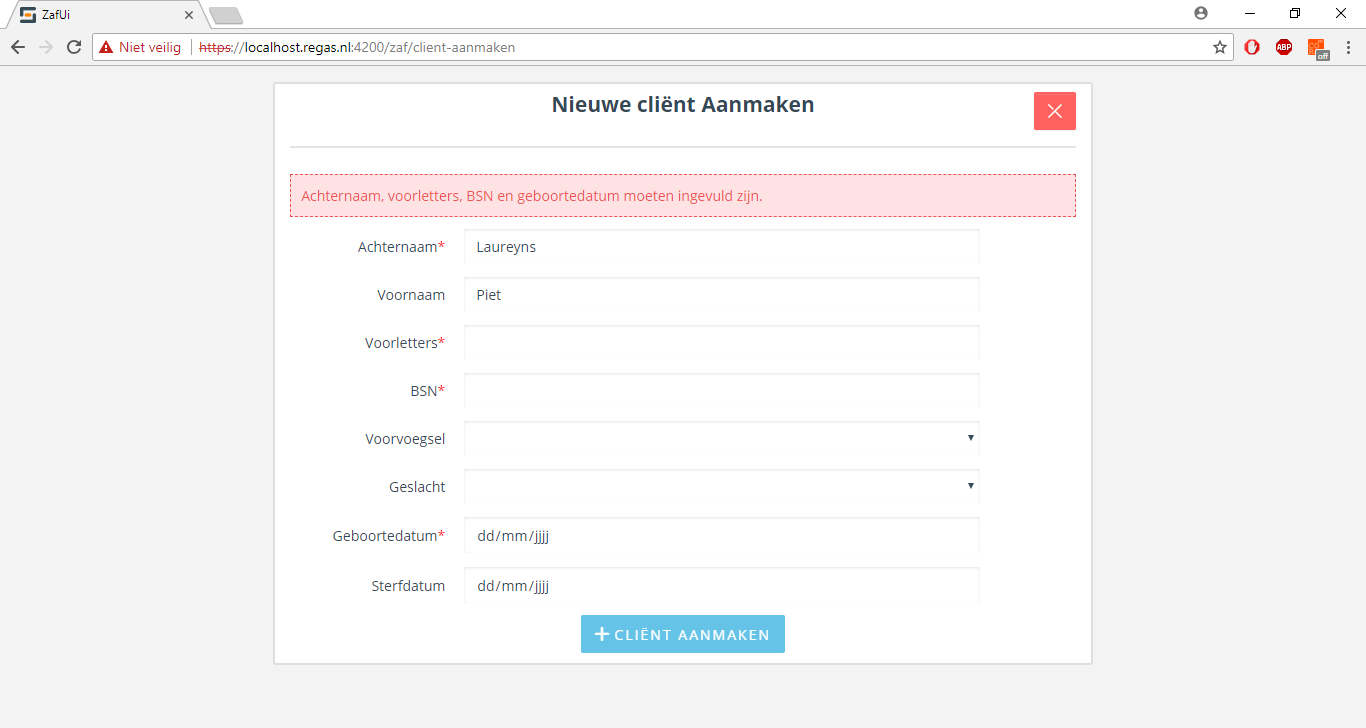 ZafUi
Niet veilig https://localhost.regas.nl:4200/zaf/client-aanmaken
ABP
off
Nieuwe cliënt Aanmaken
Achternaam, voorletters, BSN en geboortedatum moeten ingevuld zijn.
Achternaam* Laureyns
Voornaam Piet
Voorletters*
BSN*
Voorvoegsel
Geslacht
Geboortedatum* dd/mm/jjjj
Sterfdatum dd/mm/jjjj
CLIËNT AANMAKEN